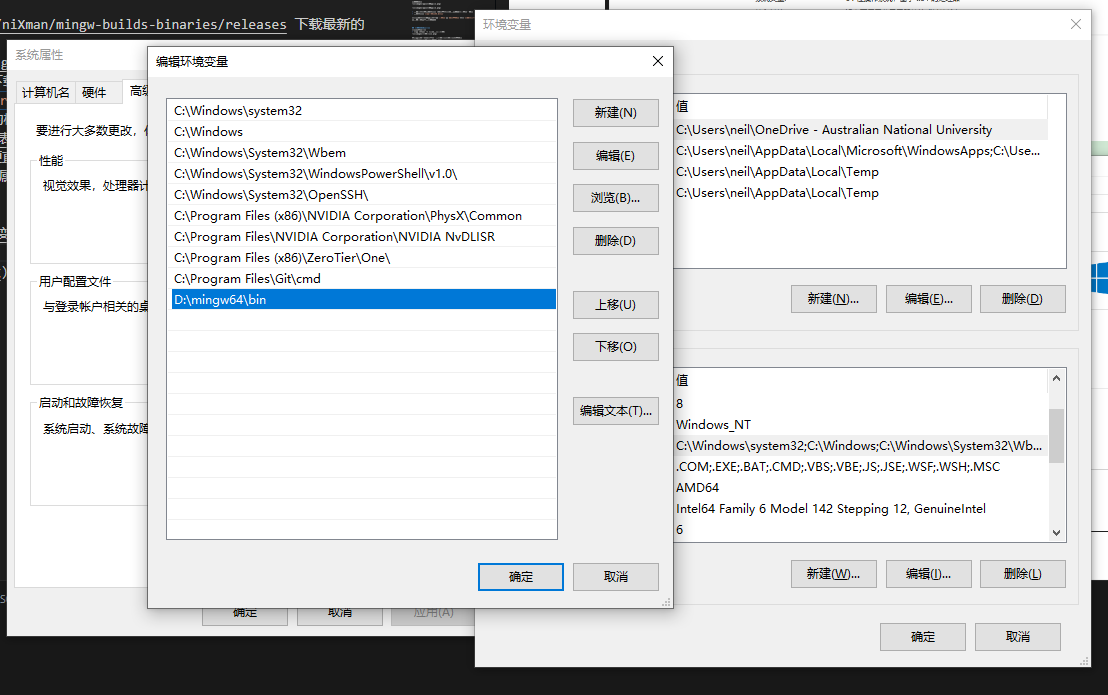 /niXman/mingw-builds-binaries/releases 下载最新的
环境变量
系统属性
计算机名
硬件
高级
要进行大多数更改，
性能
视觉效果，处理器计
用户配置文件
与登录帐户相关的桌
启动和故障恢复
系统启动、系统故障
确定
取消
应用(A)
编辑环境变量
C:\Windows\system32
C:\Windows
C:\Windows\System32\Wbem
C:\Windows\System32\WindowsPowerShell\v1.0\
C:\Windows\System32\OpenSSH\
C:\Program Files (x86)\NVIDIA Corporation\PhysX\Common
C:\Program Files\NVIDIA Corporation\NVIDIA NvDLISR
C:\Program Files (x86)\ZeroTier\One\
C:\Program Files\Git\cmd
D:\mingw64\bin
新建(N)
编辑(E)
浏览(B)...
删除(D)
上移(U)
下移(O)
编辑文本(T)...
确定
取消
值
C:\Users\neil\OneDrive - Australian National University
C:\Users\neil\AppData\Local\Microsoft\WindowsApps;C:\Use...
C:\Users\neil\AppData\Local\Temp
C:\Users\neil\AppData\Local\Temp
新建(N)...
编辑(E)...
删除(D)
值
8
Windows_NT
C:\Windows\system32;C:\Windows;C:\Windows\System32\Wb...
.COM;.EXE;.BAT;.CMD;.VBS;.VBE;.JS;.JSE;.WSF;.WSH;.MSC
AMD64
Intel64 Family 6 Model 142 Stepping 12, GenuineIntel
6
新建(W)...
编辑(I)...
删除(L)
确定
取消